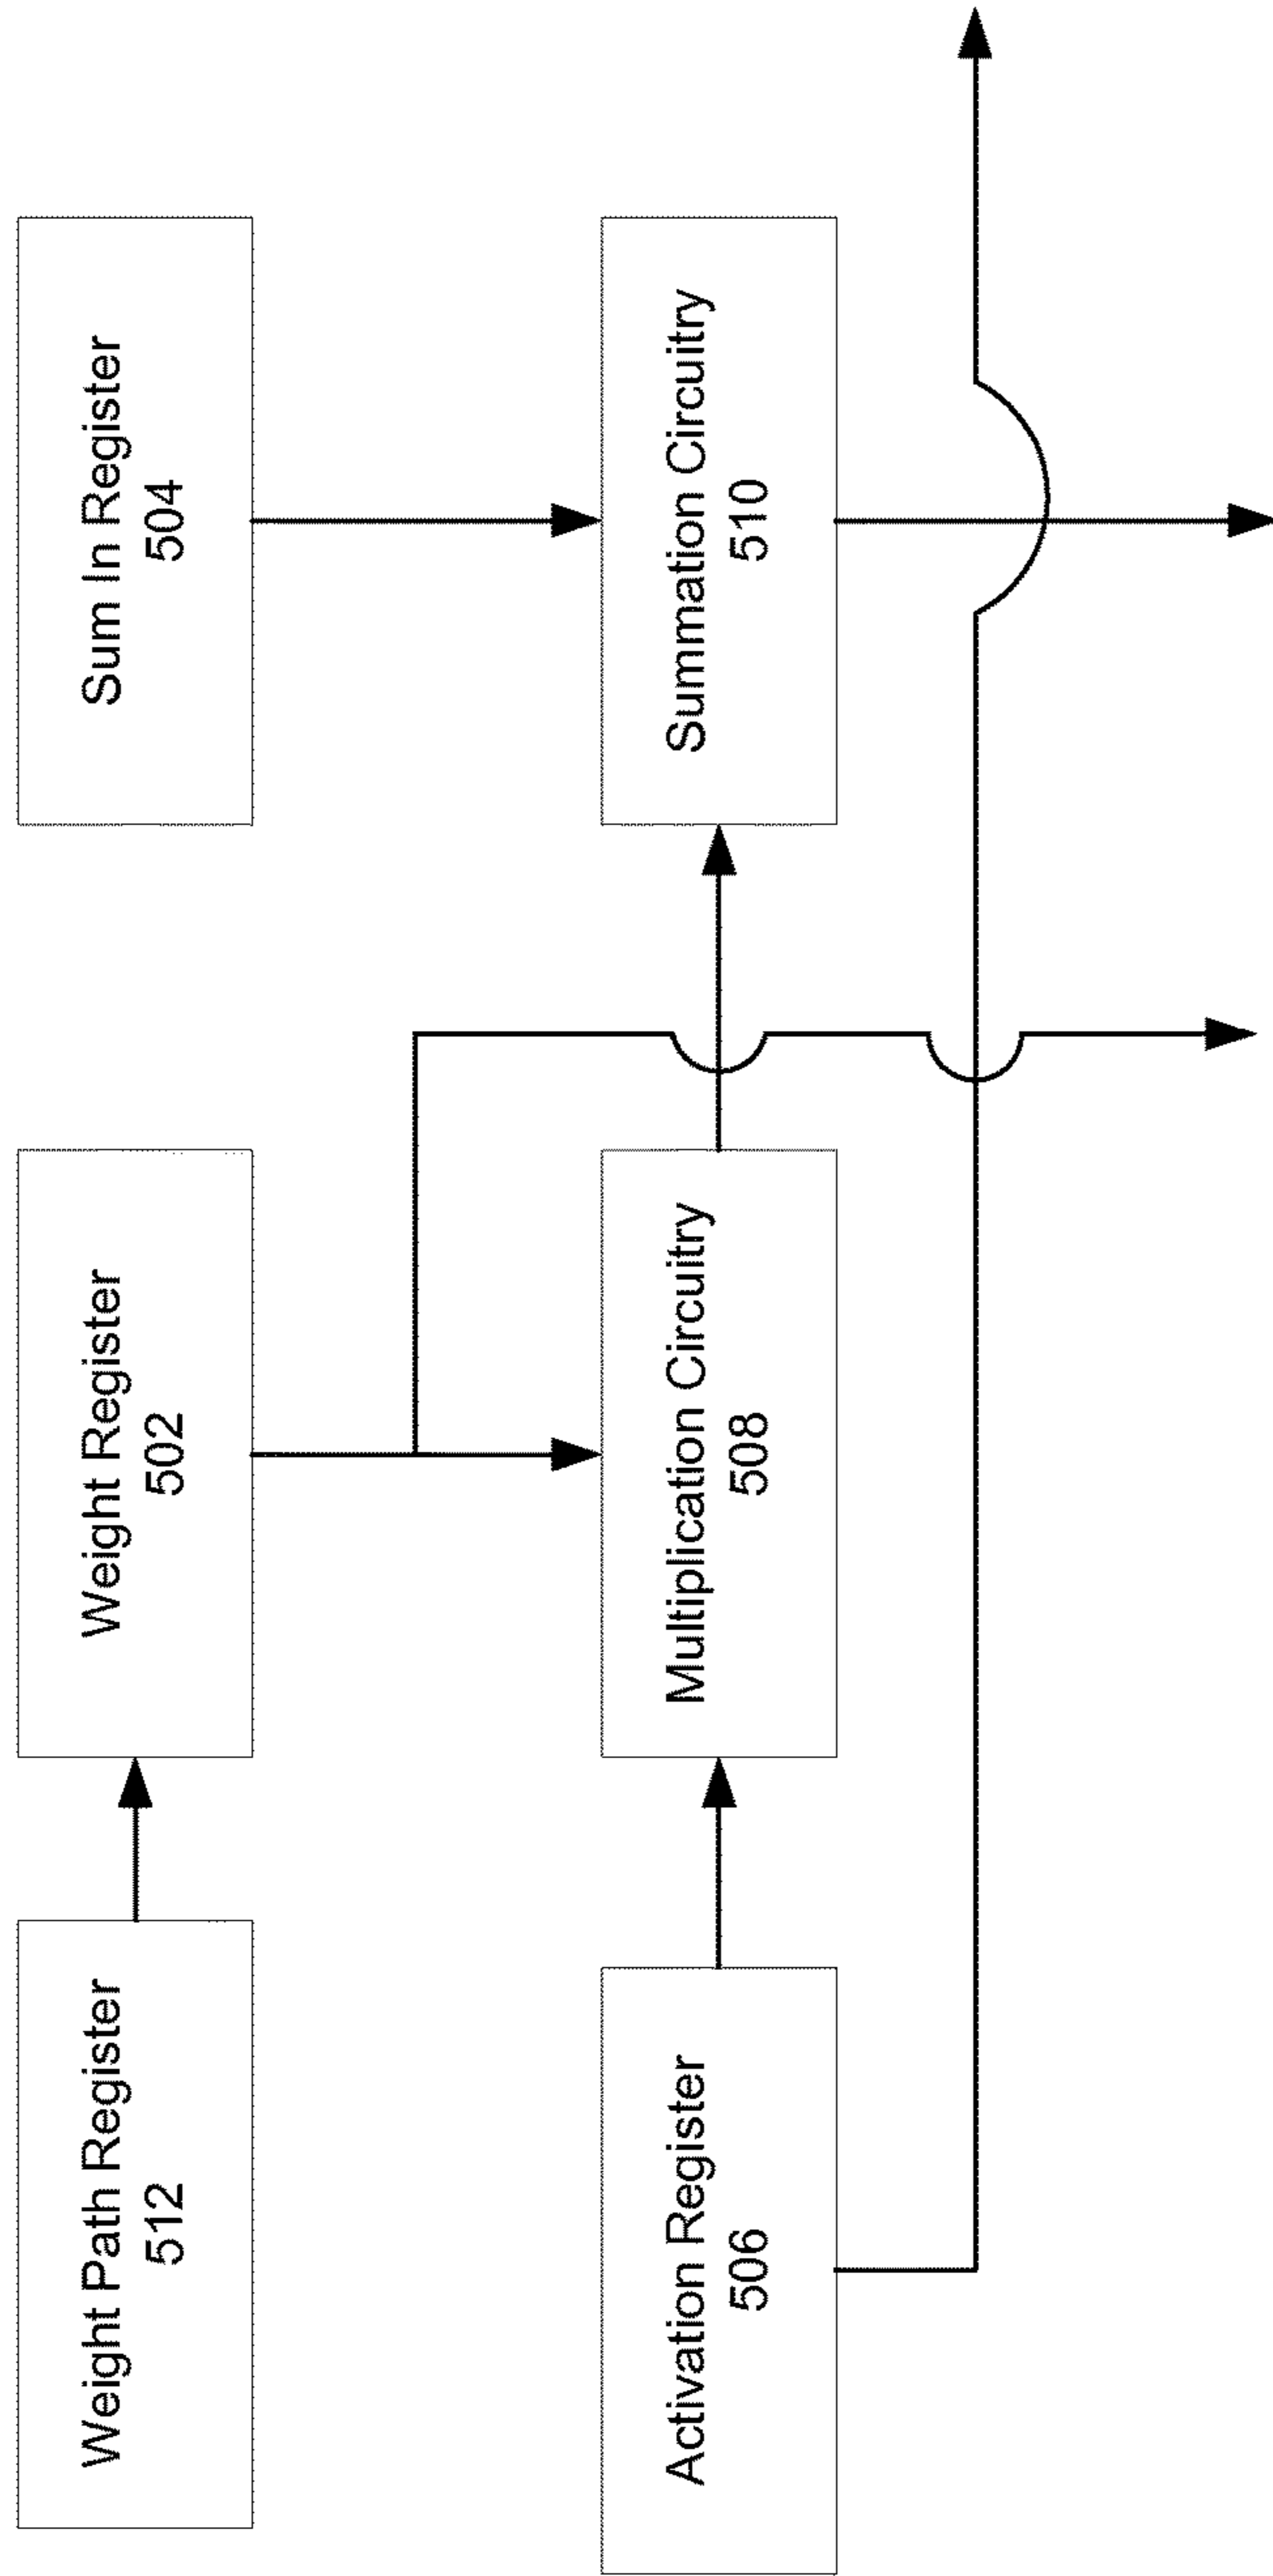 Weight Path Register
512
Weight Register
502
Sum In Register
504
Activation Register
506
Multiplication Circuitry
508
Summation Circuitry
510